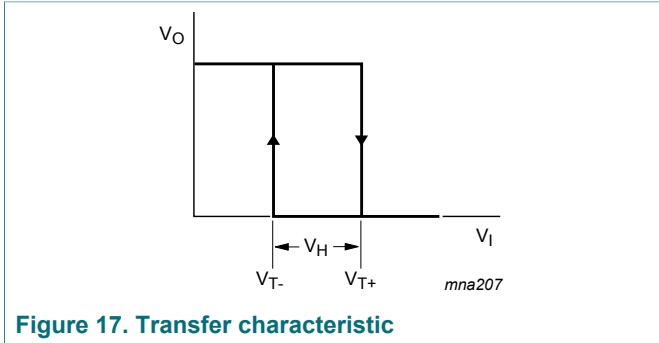 VO
VH
VI
VT-
VT+
mna207
Figure 17. Transfer characteristic